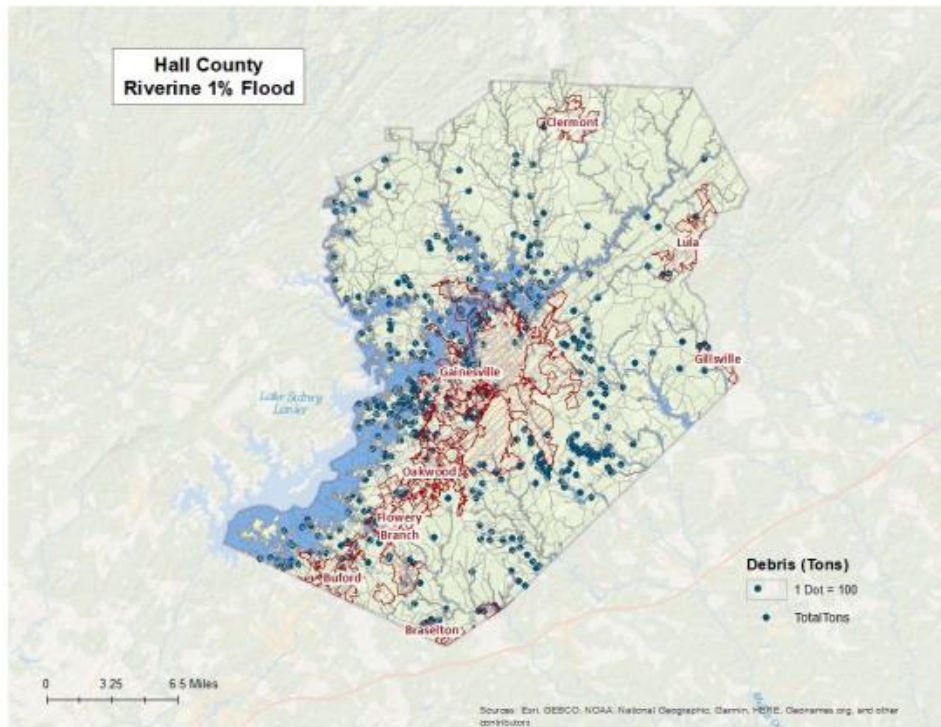 Hall County
Riverine 1% Flood
Clermont
Lula
Gillsville
Gainesville
Lake Sidney
Lanier
Oakwood
Flowery
Branch
Buford
Braselton
Debris (Tons)
1 Dot = 100
TotalTons
0 3.25 6.5 Miles
Sources: Esri, GEBCO, NOAA, National Geographic, Garmin, HERE, Geonames.org, and other
contributors